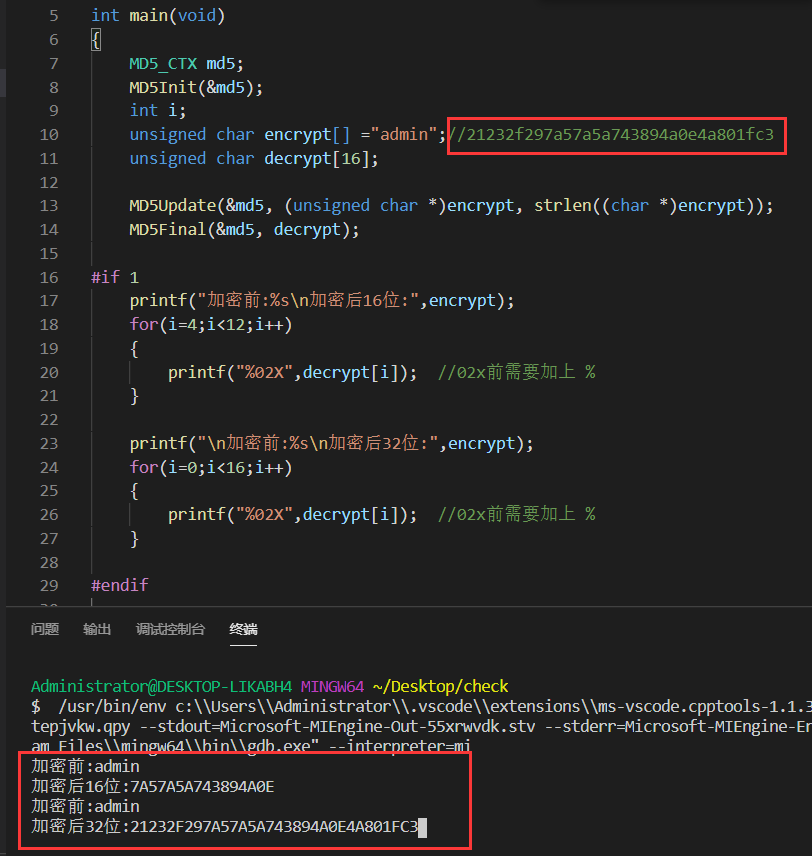 5 int main(void)
6 {
7 MD5_CTX md5;
8 MD5Init(&md5);
9 int i;
10 unsigned char encrypt[] ="admin";//21232f297a57a5a743894a0e4a801fc3
11 unsigned char decrypt[16];
12
13 MD5Update(&md5, (unsigned char *)encrypt, strlen((char *)encrypt));
14 MD5Final(&md5, decrypt);
15
16 #if 1
17 printf("加密前:%s\n加密后16位:",encrypt);
18 for(i=4;i<12;i++)
19 {
20 printf("%02X",decrypt[i]); //02x前需要加上 %
21 }
22
23 printf("\n加密前:%s\n加密后32位:",encrypt);
24 for(i=0;i<16;i++)
25 {
26 printf("%02X",decrypt[i]); //02x前需要加上 %
27 }
28
29 #endif
问题 输出 调试控制台 终端
Administrator@DESKTOP-LIKABH4 MINGW64 ~/Desktop/check
$ /usr/bin/env c:\\Users\\Administrator\\.vscode\\extensions\\ms-vscode.cpptools-1.1.3
tepjvkw.qpy --stdout=Microsoft-MIEngine-Out-55xrwvdk.stv --stderr=Microsoft-MIEngine-Er
am Files\\mingw64\\bin\\gdb.exe" --interpreter=mi
加密前:admin
加密后16位:7A57A5A743894A0E
加密前:admin
加密后32位:21232F297A57A5A743894A0E4A801FC3